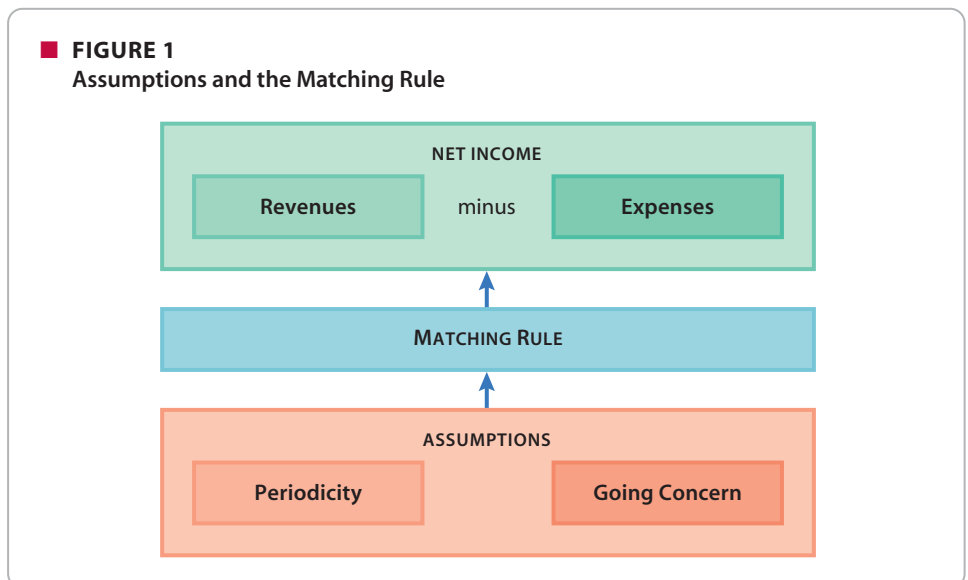 FIGURE 1
Assumptions and the Matching Rule
NET INCOME
Revenues minus Expenses
MATCHING RULE
ASSUMPTIONS
Periodicity Going Concern